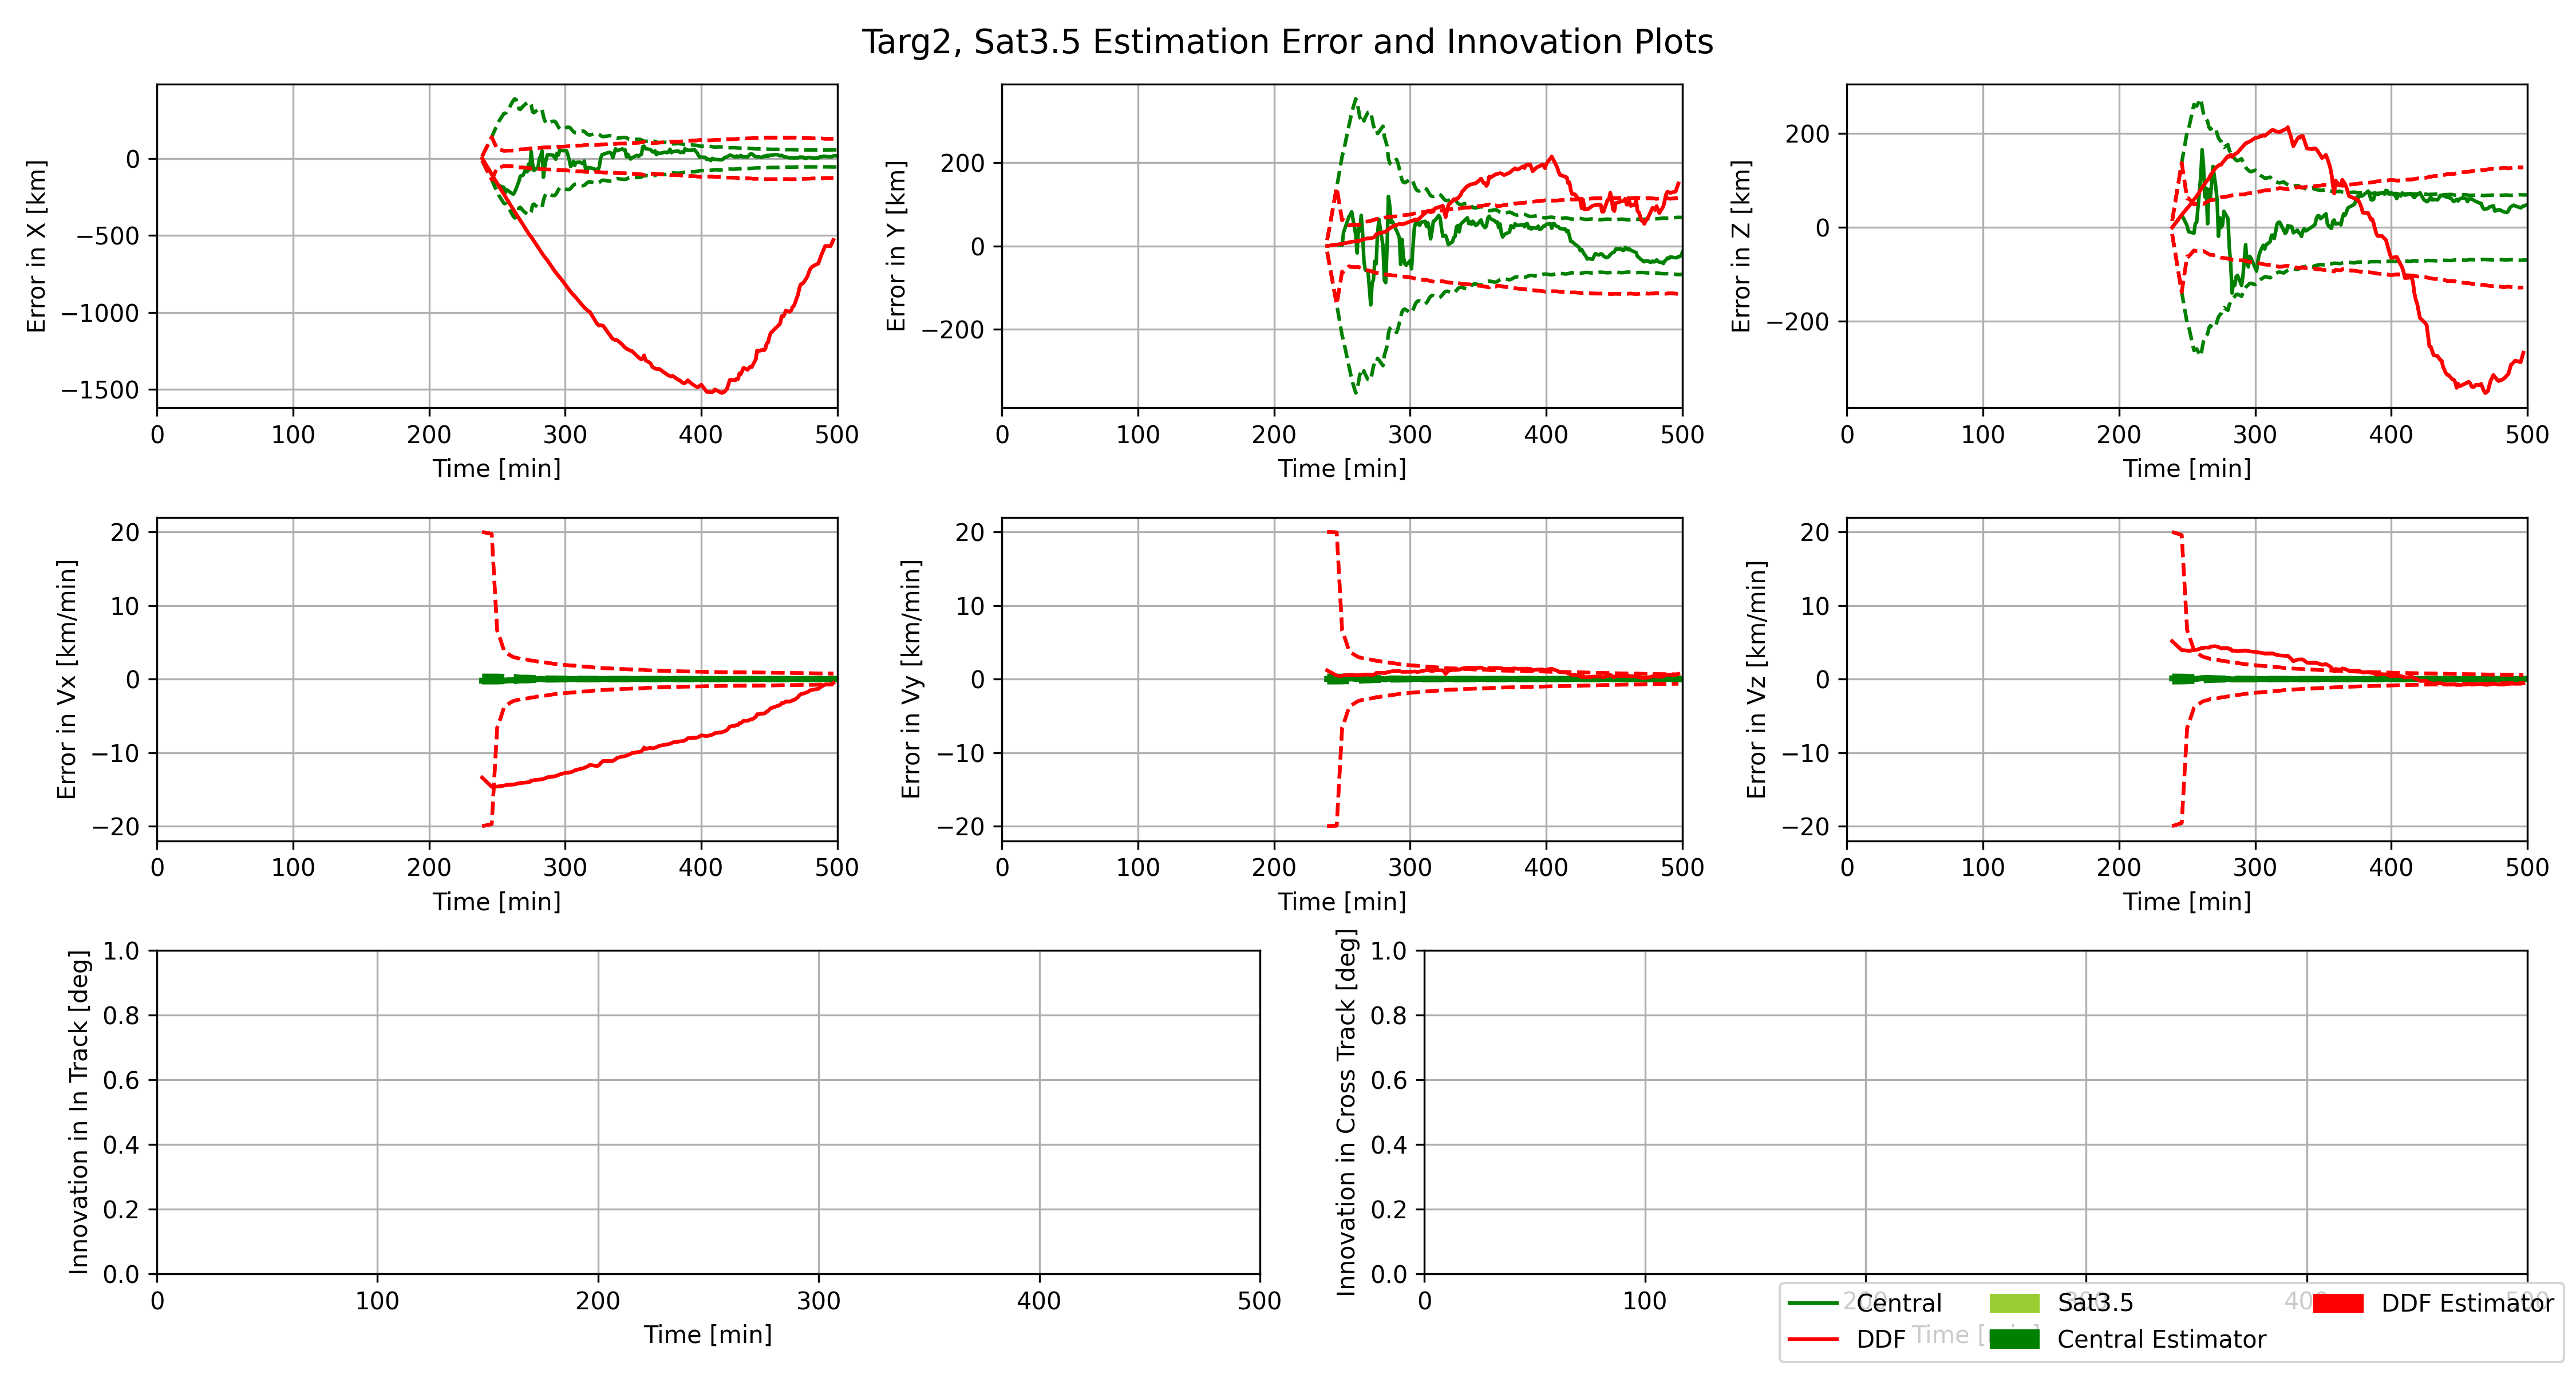 Targ2, Sat3.5 Estimation Error and Innovation Plots
Error in X [km]
0
−500
−1000
−1500
0 100 200 300 400 500
Time [min]
Error in Y [km]
200
0
−200
0 100 200 300 400 500
Time [min]
Error in Z [km]
200
0
−200
0 100 200 300 400 500
Time [min]
Error in Vx [km/min]
20
10
0
−10
−20
0 100 200 300 400 500
Time [min]
Error in Vy [km/min]
20
10
0
−10
−20
0 100 200 300 400 500
Time [min]
Error in Vz [km/min]
20
10
0
−10
−20
0 100 200 300 400 500
Time [min]
Innovation in In Track [deg]
1.0
0.8
0.6
0.4
0.2
0.0
0 100 200 300 400 500
Time [min]
Innovation in Cross Track [deg]
1.0
0.8
0.6
0.4
0.2
0.0
0 100
Central
DDF
Sat3.5
Central Estimator
DDF Estimator